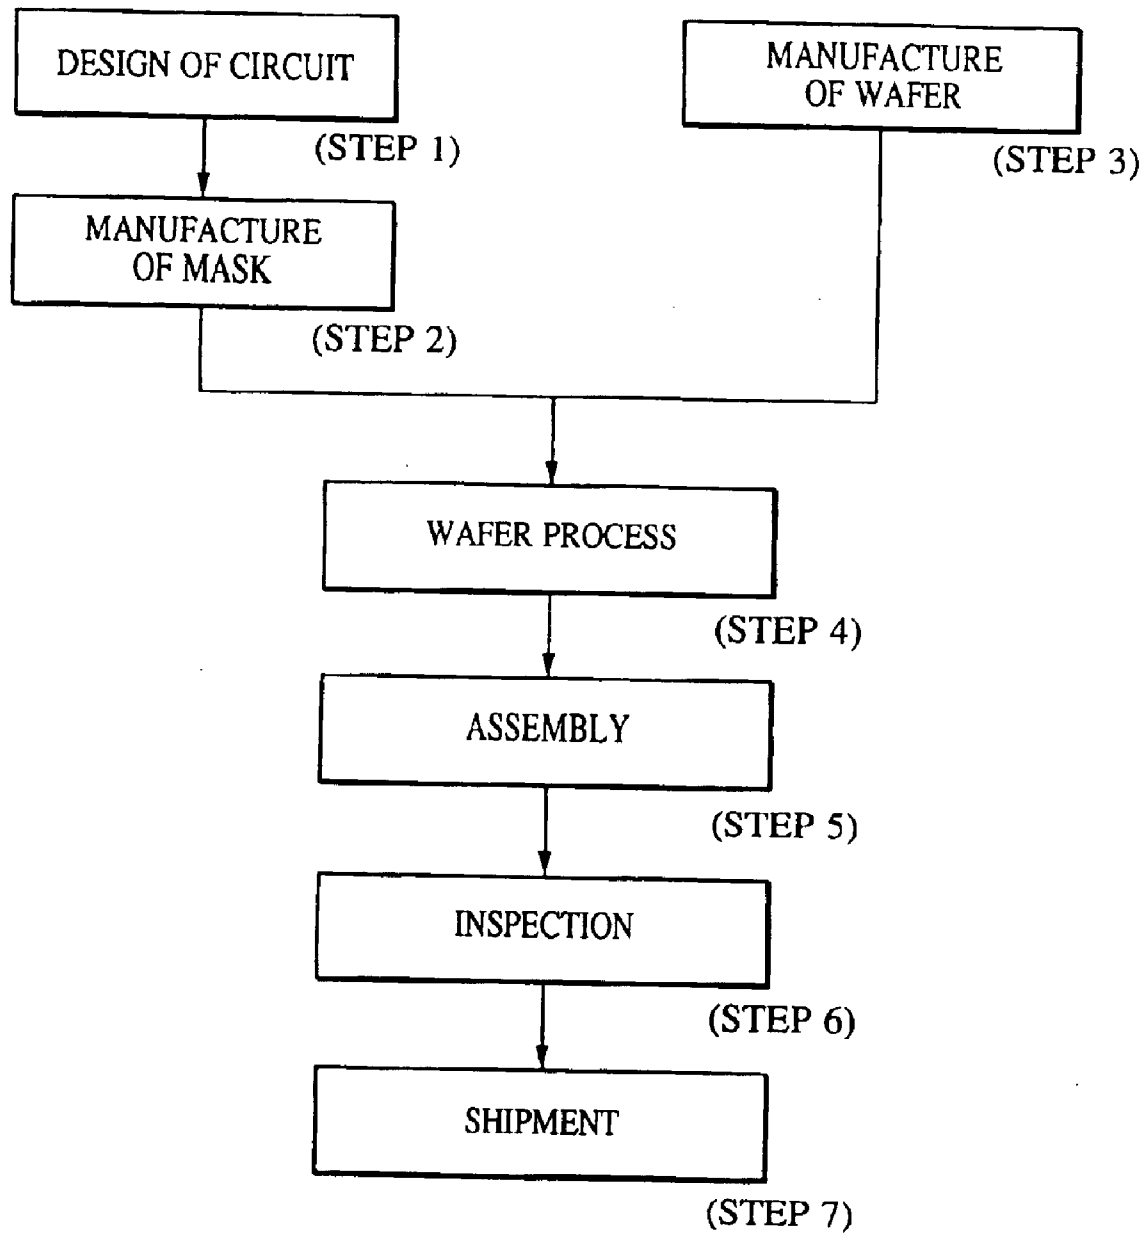 DESIGN OF CIRCUIT
(STEP 1)
MANUFACTURE
OF MASK
(STEP 2)
MANUFACTURE
OF WAFER
(STEP 3)
WAFER PROCESS
(STEP 4)
ASSEMBLY
(STEP 5)
INSPECTION
(STEP 6)
SHIPMENT
(STEP 7)